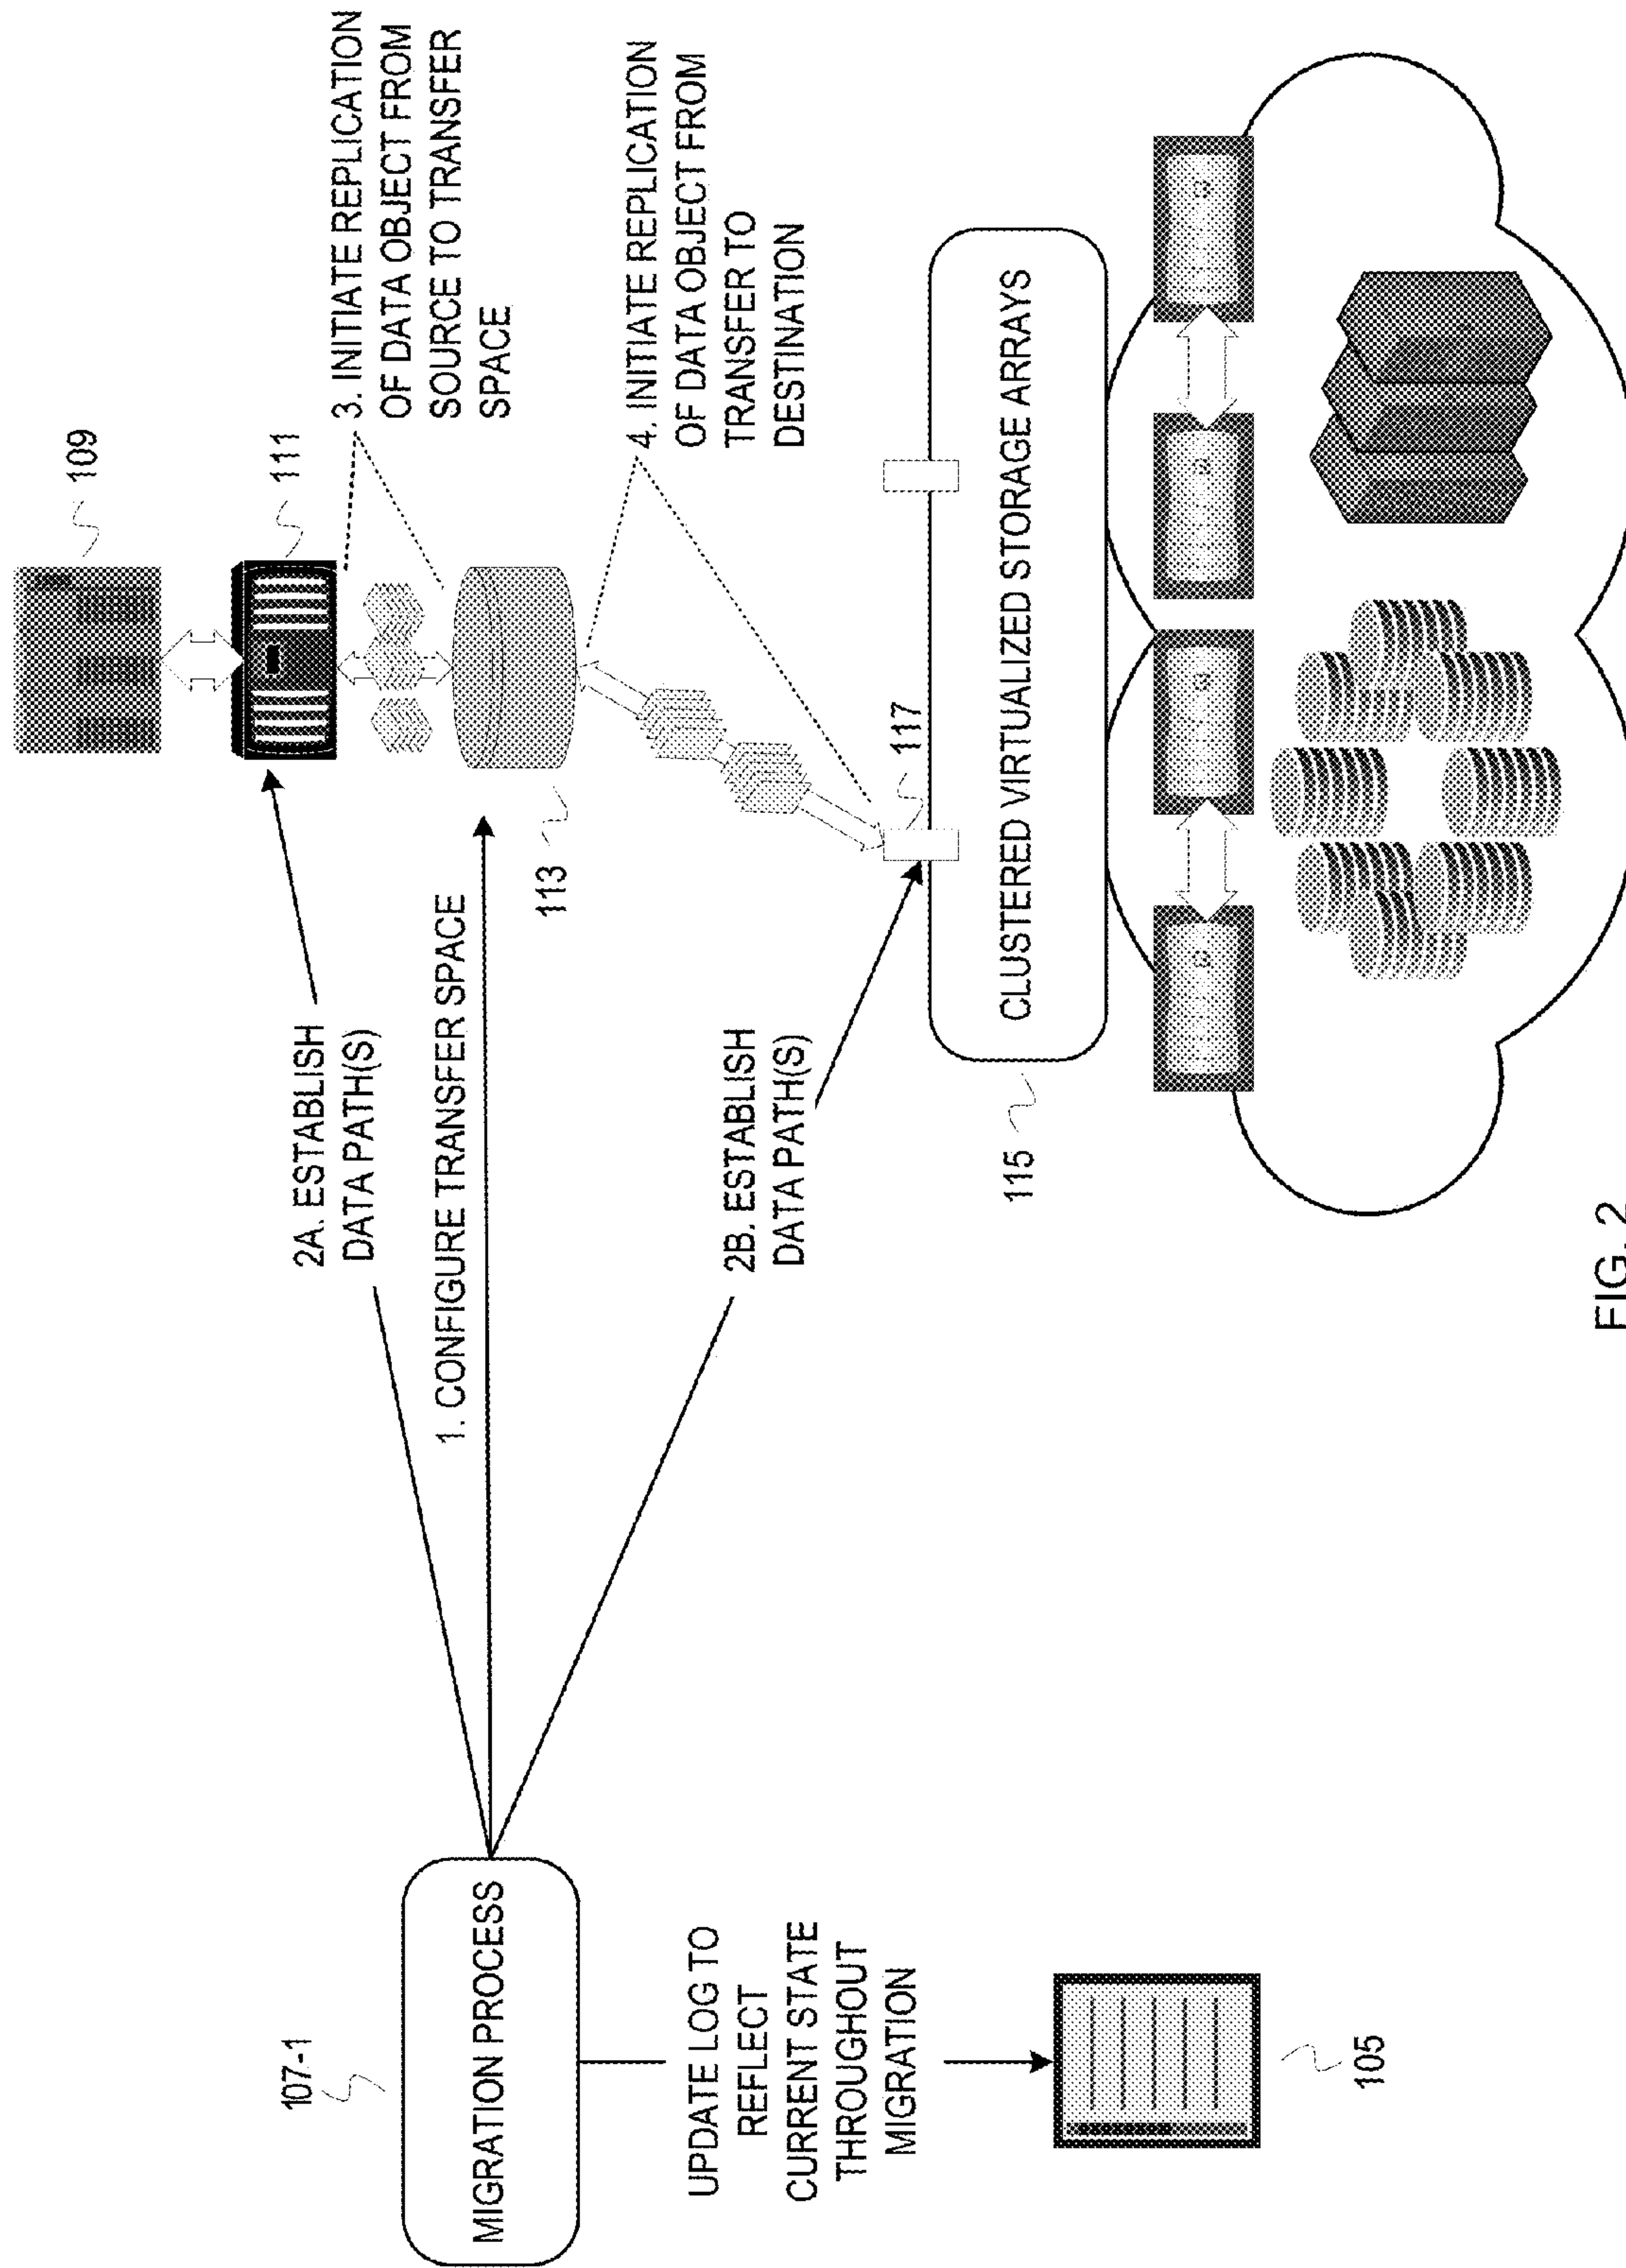 109
111
3. INITIATE REPLICATION
OF DATA OBJECT FROM
SOURCE TO TRANSFER
SPACE
2A. ESTABLISH
DATA PATH(S)
107-1
1. CONFIGURE TRANSFER SPACE
MIGRATION PROCESS
113
4. INITIATE REPLICATION
OF DATA OBJECT FROM
TRANSFER TO
DESTINATION
2B. ESTABLISH
DATA PATH(S)
117
UPDATE LOG TO
REFLECT
CURRENT STATE
THROUGHOUT
MIGRATION
115
CLUSTERED VIRTUALIZED STORAGE ARRAYS
105
FIG. 2